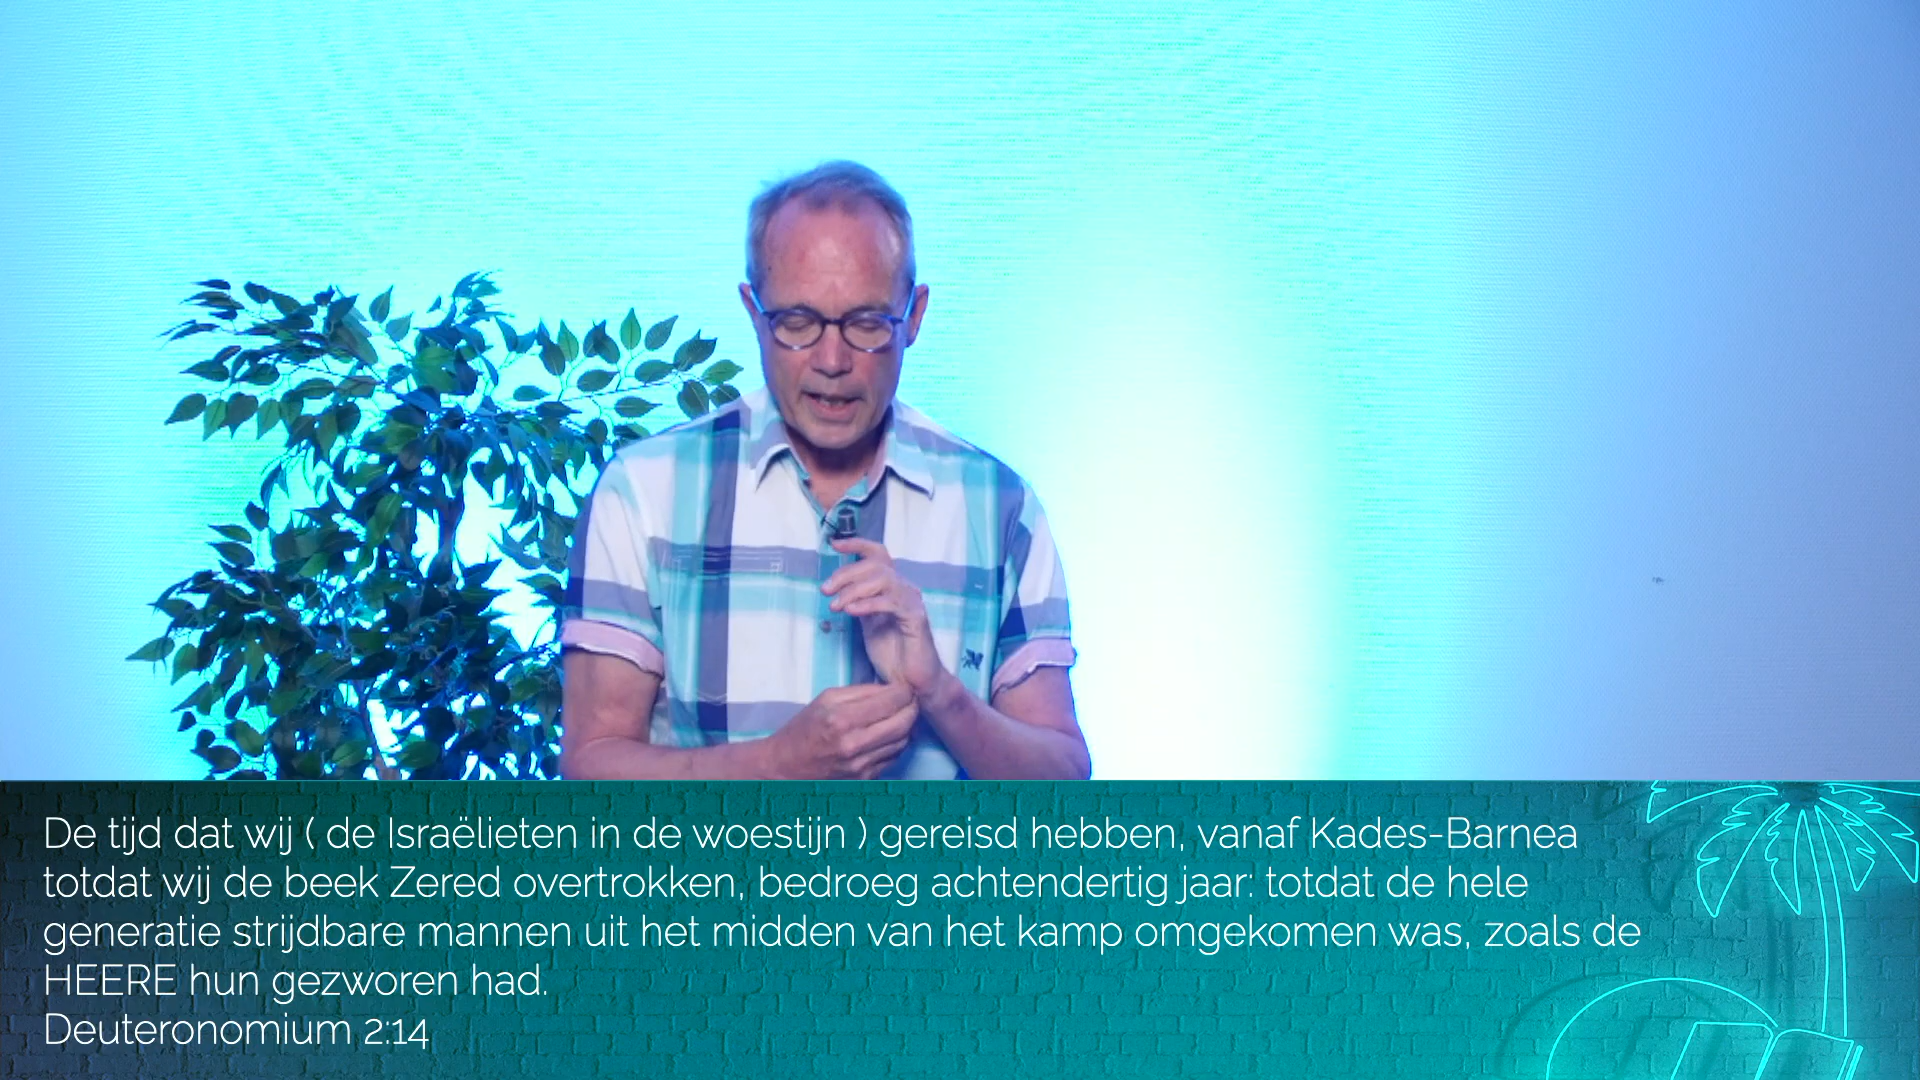 De tijd dat wij ( de Israëlieten in de woestijn ) gereisd hebben, vanaf Kades-Barnea
totdat wij de beek Zered overtrokken, bedroeg achtendertig jaar: totdat de hele
generatie strijdbare mannen uit het midden van het kamp omgekomen was, zoals de
HEERE hun gezworen had.
Deuteronomium 2:14